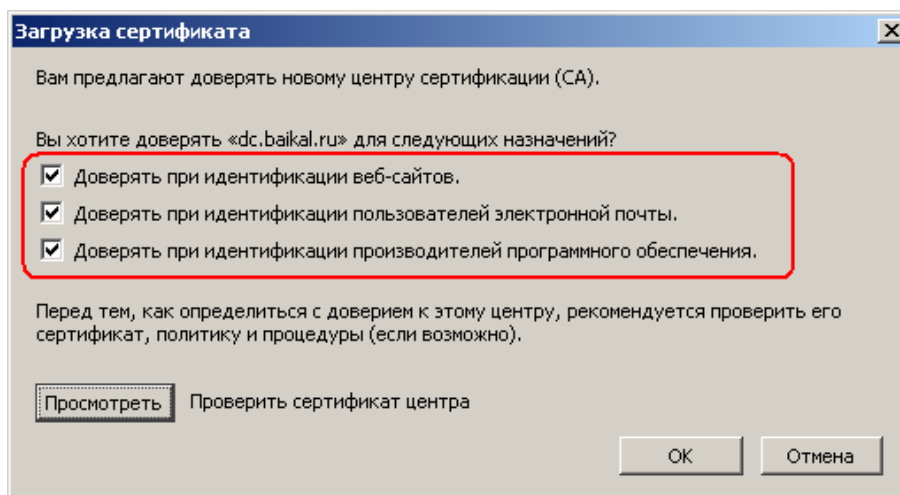 Загрузка сертификата
Вам предлагают доверять новому центру сертификации (CA).
Вы хотите доверять «dc.baikal.ru» для следующих назначений?
Доверять при идентификации веб-сайтов.
Доверять при идентификации пользователей электронной почты.
Доверять при идентификации производителей программного обеспечения.
Перед тем, как определиться с доверием к этому центру, рекомендуется проверить его
сертификат, политику и процедуры (если возможно).
Просмотреть Проверить сертификат центра
OK Отмена